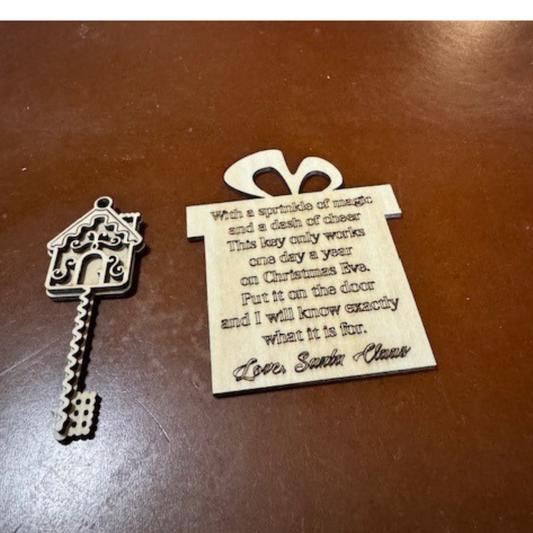 With a sprinkle of magic
and a dash of cheer
This key only works
one day a year
on Christmas Eve.
Put it on the door
and I will know exactly
what it is for.
Love, Santa Claus